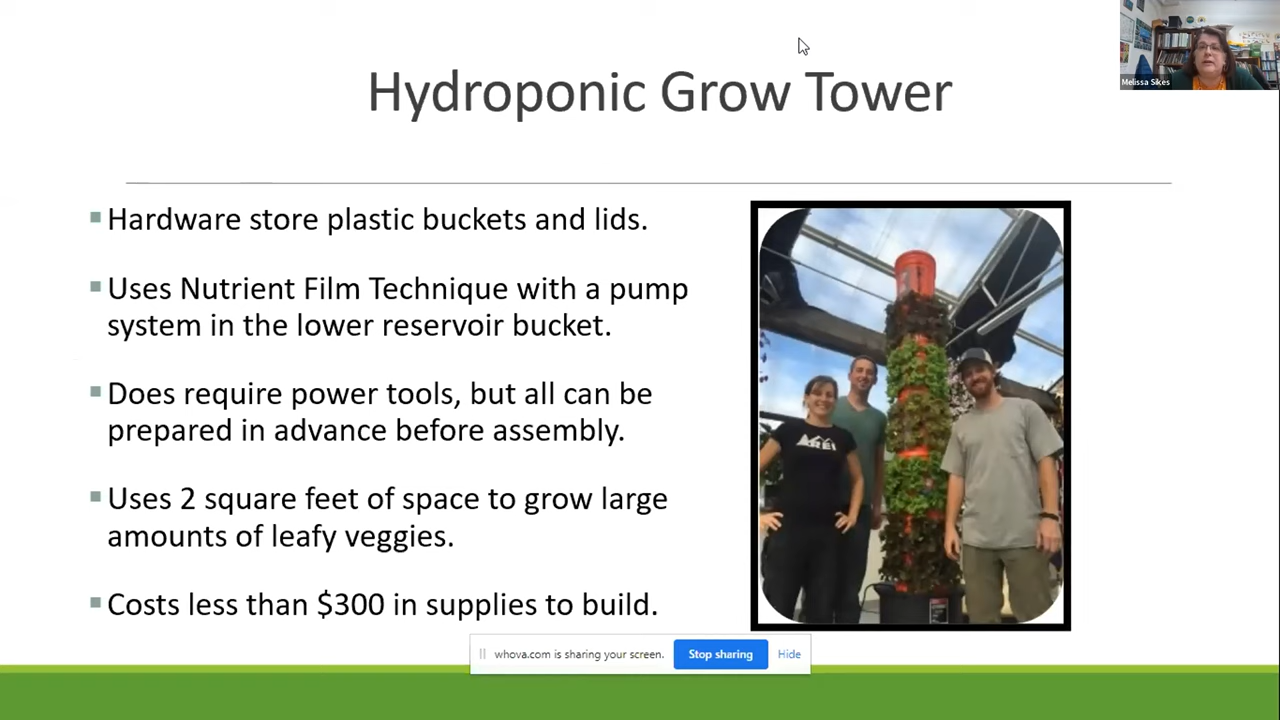 Hydroponic Grow Tower
Melissa Sikes
Hardware store plastic buckets and lids.
Uses Nutrient Film Technique with a pump
system in the lower reservoir bucket.
Does require power tools, but all can be
prepared in advance before assembly.
Uses 2 square feet of space to grow large
amounts of leafy veggies.
Costs less than $300 in supplies to build.
REI
whova.com is sharing your screen.
Stop sharing
Hide